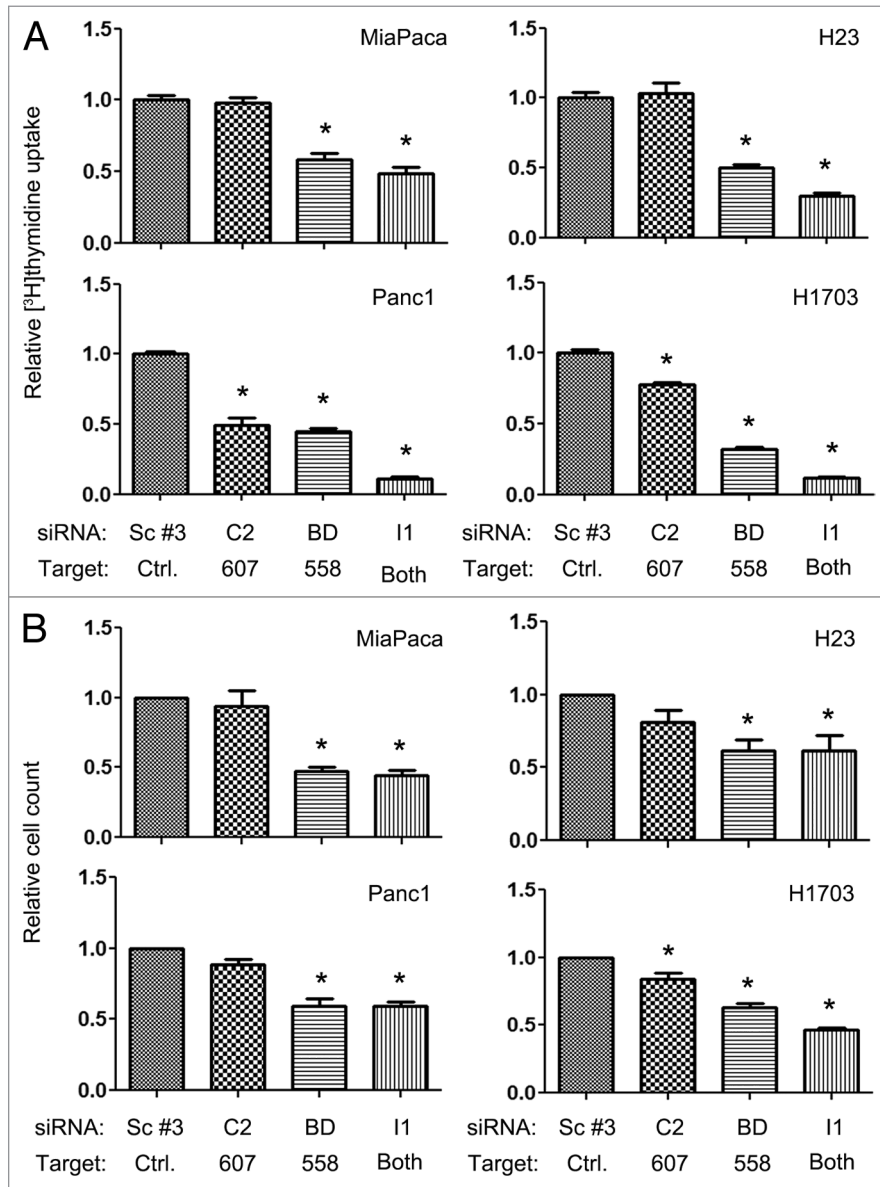 A
Relative [³H]thymidine uptake
MiaPaca
1.5
1.0
0.5
0.0
* *
H23
1.5
1.0
0.5
0.0
* *
Panc1
1.5
1.0
0.5
0.0
* * *
H1703
1.5
1.0
0.5
0.0
* * *
siRNA: Sc #3 C2 BD I1
Target: Ctrl. 607 558 Both
siRNA: Sc #3 C2 BD I1
Target: Ctrl. 607 558 Both
B
Relative cell count
MiaPaca
1.5
1.0
0.5
0.0
* *
H23
1.5
1.0
0.5
0.0
* *
Panc1
1.5
1.0
0.5
0.0
* *
H1703
1.5
1.0
0.5
0.0
* * *
siRNA: Sc #3 C2 BD I1
Target: Ctrl. 607 558 Both
siRNA: Sc #3 C2 BD I1
Target: Ctrl. 607 558 Both